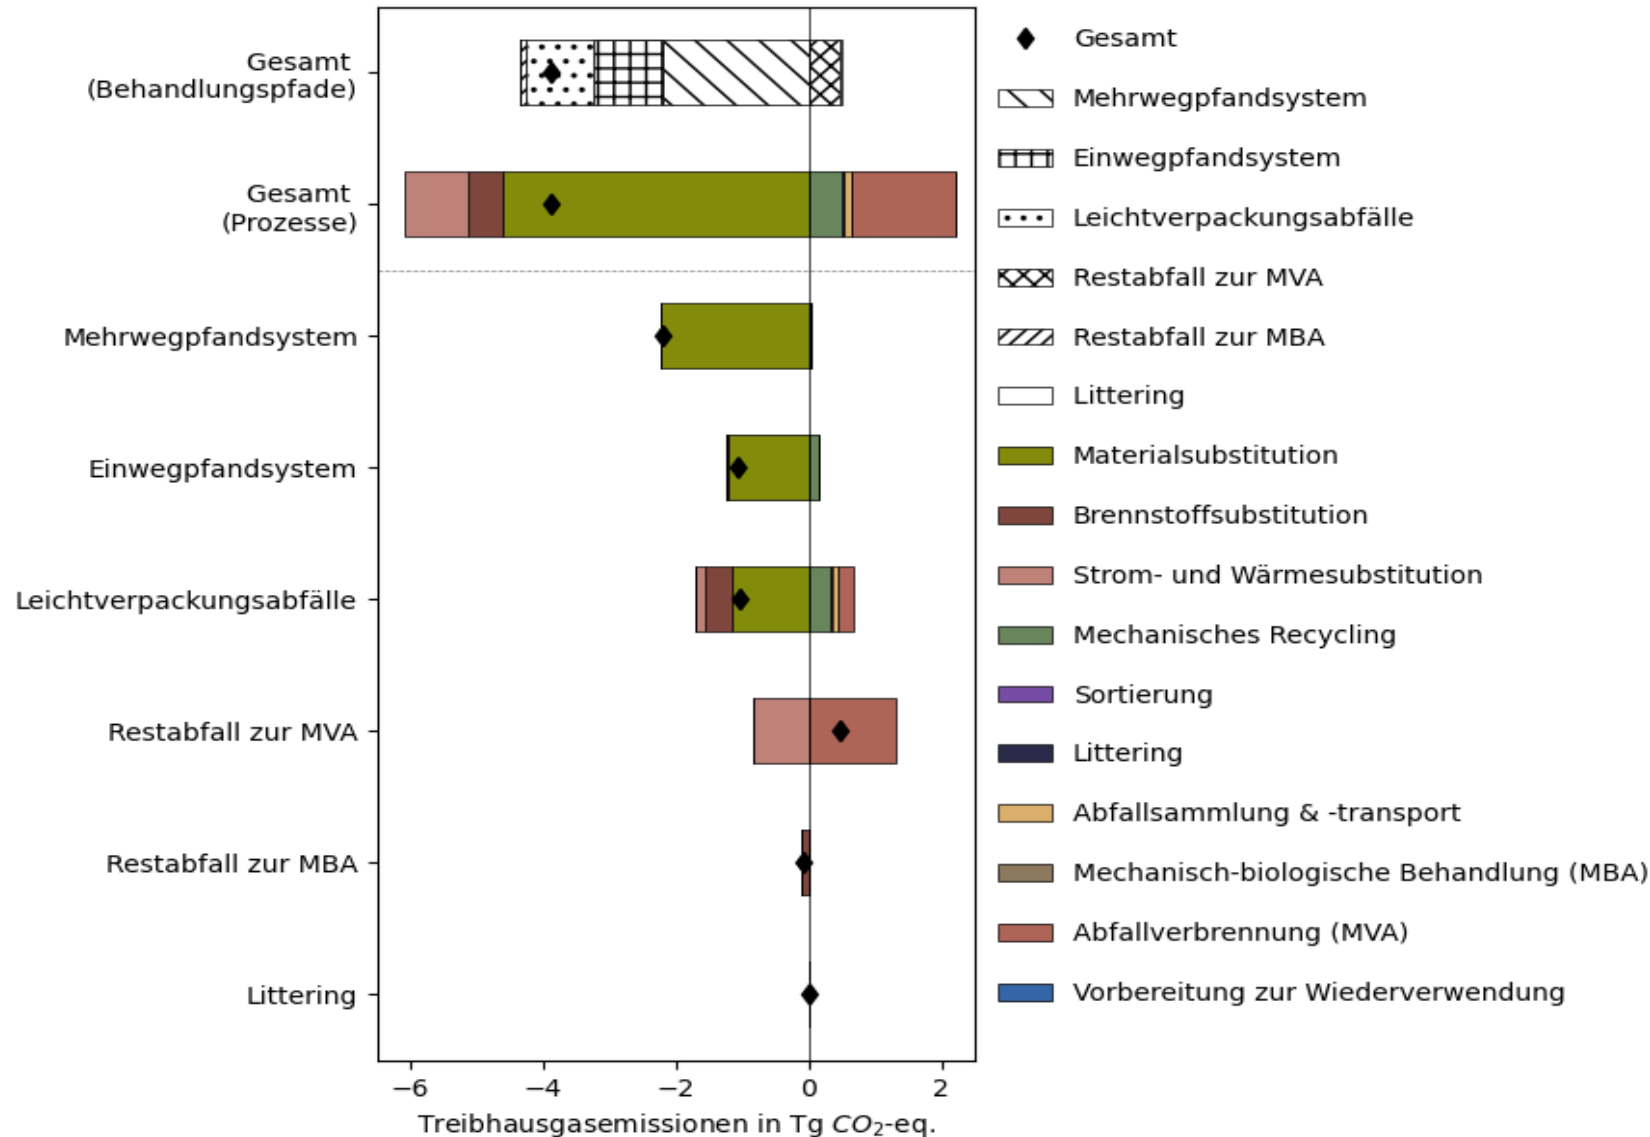 Gesamt
(Behandlungspfade)
Gesamt
(Prozesse)
Mehrwegpfandsystem
Einwegpfandsystem
Leichtverpackungsabfälle
Restabfall zur MVA
Restabfall zur MBA
Littering
−6
−4
−2
0
2
Treibhausgasemissionen in Tg CO₂-eq.
Gesamt
Mehrwegpfandsystem
Einwegpfandsystem
Leichtverpackungsabfälle
Restabfall zur MVA
Restabfall zur MBA
Littering
Materialsubstitution
Brennstoffsubstitution
Strom- und Wärmesubstitution
Mechanisches Recycling
Sortierung
Littering
Abfallsammlung & -transport
Mechanisch-biologische Behandlung (MBA)
Abfallverbrennung (MVA)
Vorbereitung zur Wiederverwendung